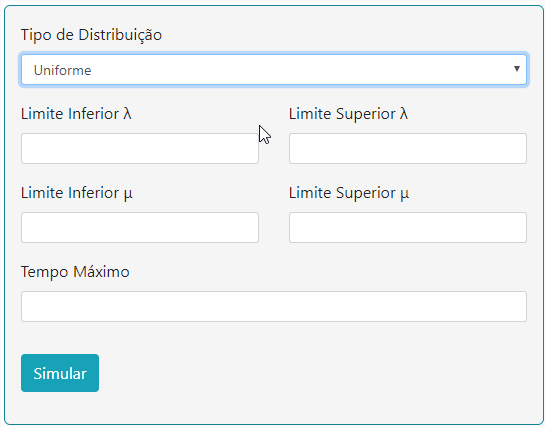 Tipo de Distribuição
Uniforme
Limite Inferior λ
Limite Superior λ
Limite Inferior μ
Limite Superior μ
Tempo Máximo
Simular